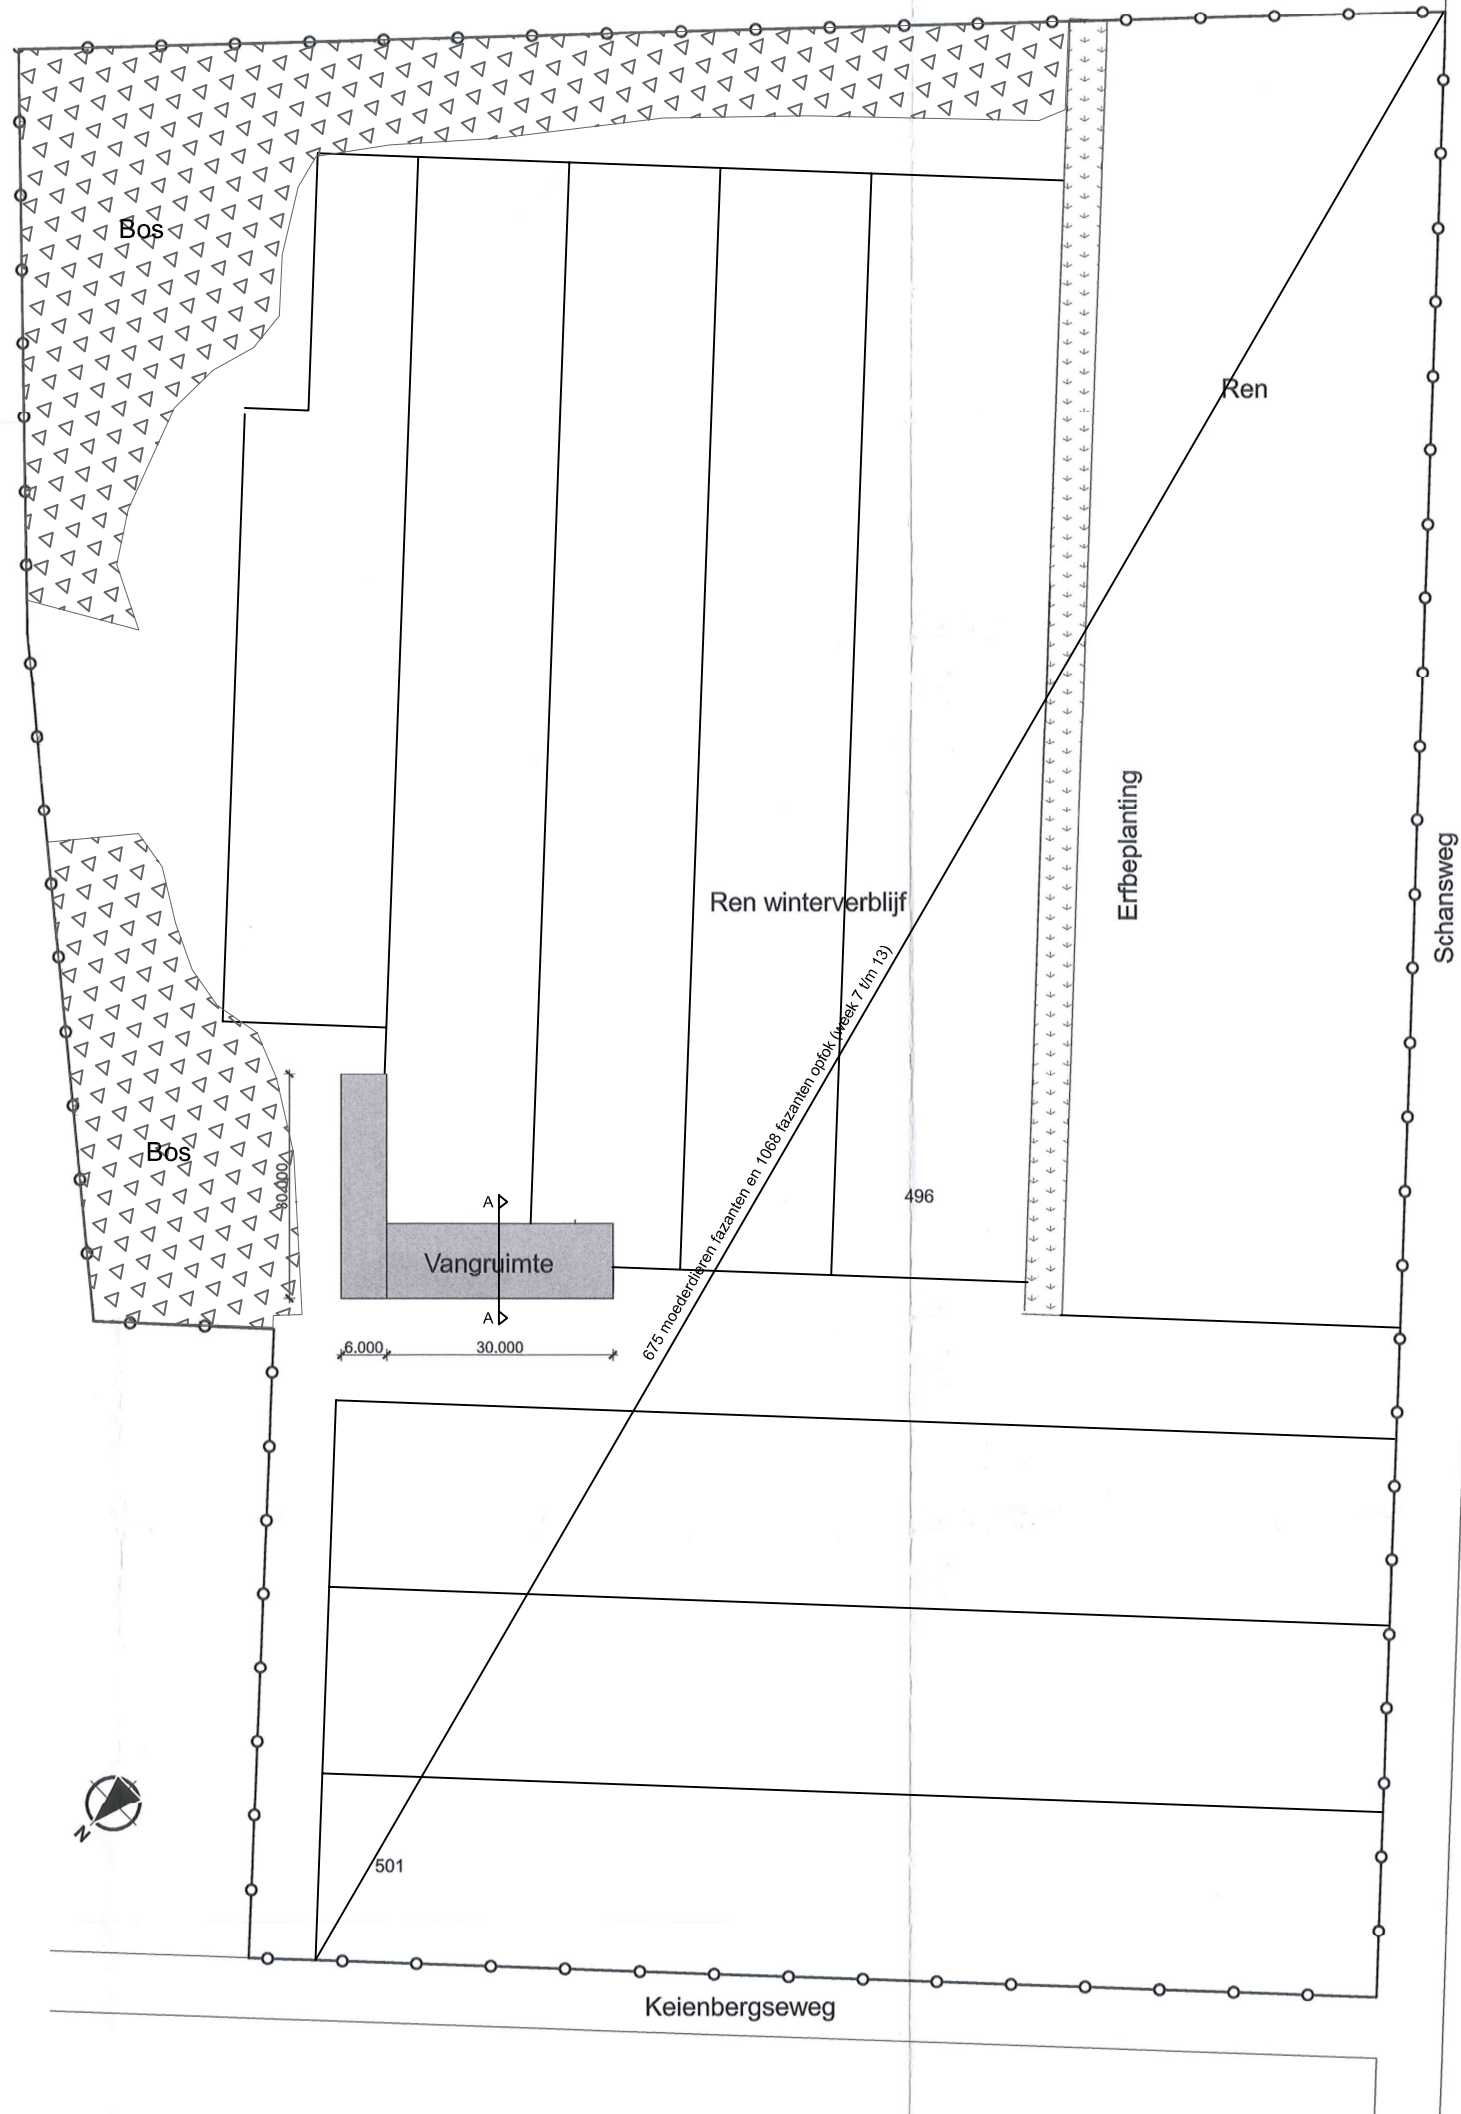 Bos
Ren
Erfbeplanting
Schansweg
Ren winterverblijf
675 moederdieren fazanten en 1068 fazanten opfok (week 7 t/m 13)
Bos
30.000
A
496
Vangruimte
A
6.000
30.000
N
501
Keienbergseweg